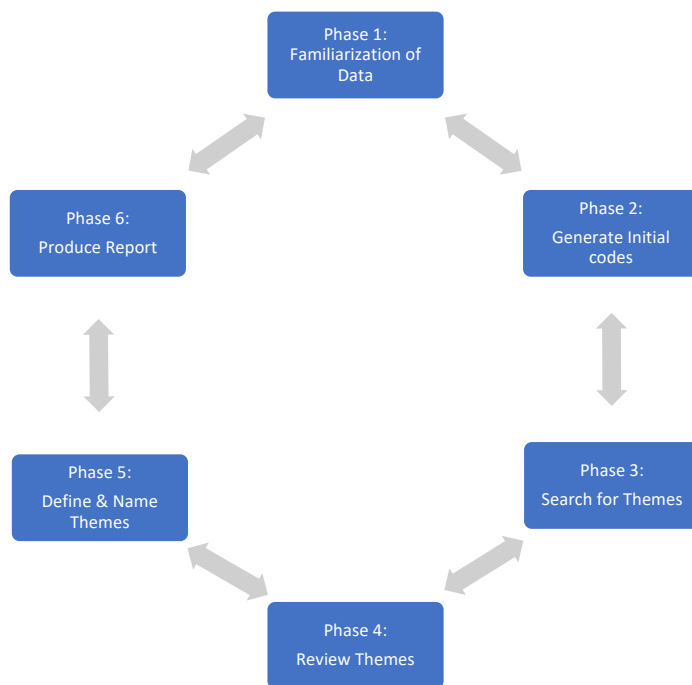 Phase 1:
Familiarization of
Data
Phase 2:
Generate Initial
codes
Phase 3:
Search for Themes
Phase 4:
Review Themes
Phase 5:
Define & Name
Themes
Phase 6:
Produce Report